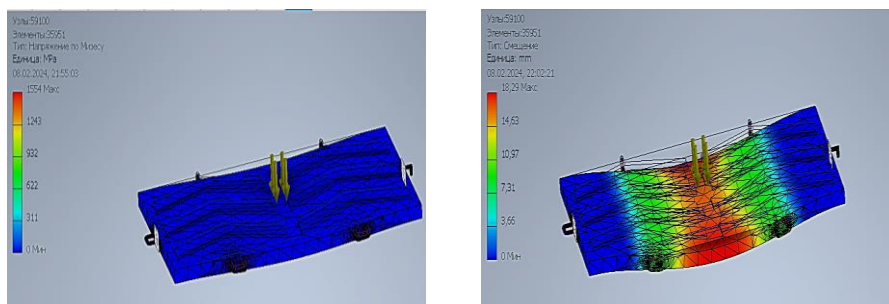 Узлы:59100
Элементы:35951
Тип: Напряжение по Мизесу
Единица: MPa
08.02.2024, 21:55:03
1554 Макс
1243
932
622
311
0 Мин
Узлы:59100
Элементы:35951
Тип: Смещение
Единица: mm
08.02.2024, 22:02:21
18,29 Макс
14,63
10,97
7,31
3,66
0 Мин